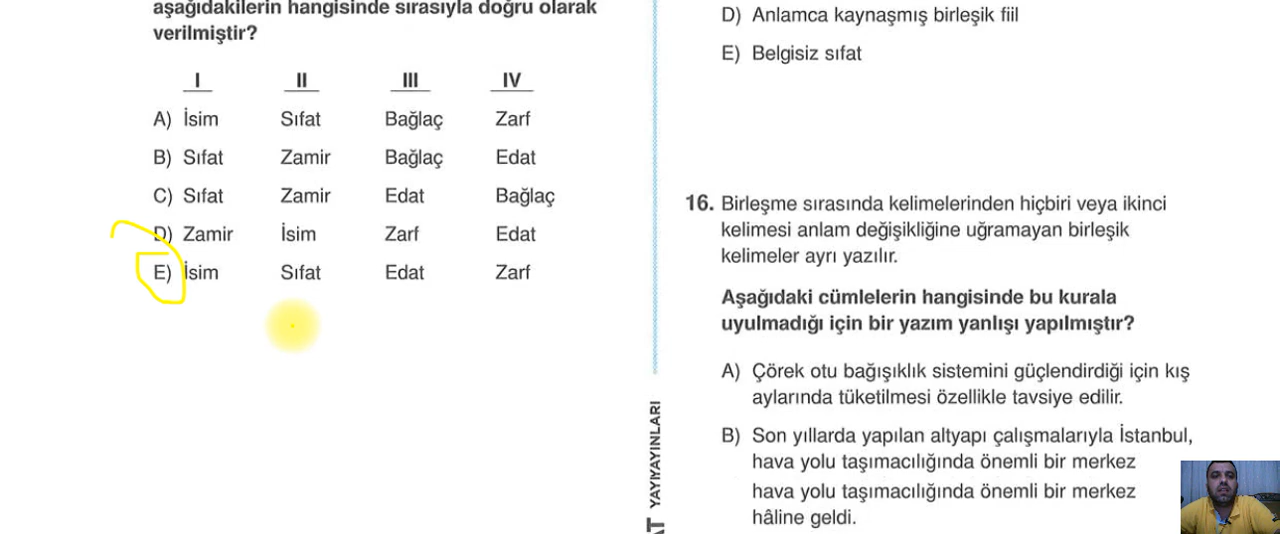 aşağıdakilerin hangisinde sırasıyla doğru olarak
verilmiştir?
I II III IV
A) İsim Sıfat Bağlaç Zarf
B) Sıfat Zamir Bağlaç Edat
C) Sıfat Zamir Edat Bağlaç
D) Zamir İsim Zarf Edat
E) İsim Sıfat Edat Zarf
YAYIYAYINLARI
D) Anlamca kaynaşmış birleşik fiil
E) Belgisiz sıfat
16. Birleşme sırasında kelimelerinden hiçbiri veya ikinci
kelimesi anlam değişikliğine uğramayan birleşik
kelimeler ayrı yazılır.
Aşağıdaki cümlelerin hangisinde bu kurala
uyulmadığı için bir yazım yanlışı yapılmıştır?
A) Çörek otu bağışıklık sistemini güçlendirdiği için kış
aylarında tüketilmesi özellikle tavsiye edilir.
B) Son yıllarda yapılan altyapı çalışmalarıyla İstanbul,
hava yolu taşımacılığında önemli bir merkez
hava yolu taşımacılığında önemli bir merkez
hâline geldi.